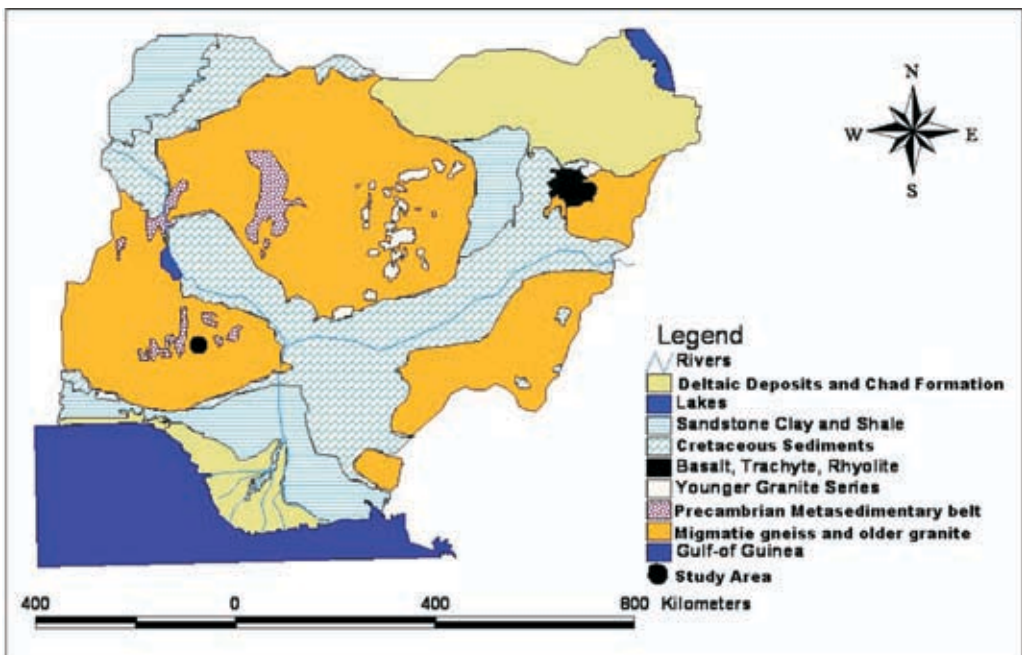 N
W E
S
Legend
Rivers
Deltaic Deposits and Chad Formation
Lakes
Sandstone Clay and Shale
Cretaceous Sediments
Basalt, Trachyte, Rhyolite
Younger Granite Series
Precambrian Metasedimentary belt
Migmatie gneiss and older granite
Gulf-of Guinea
Study Area
400 0 400 800 Kilometers